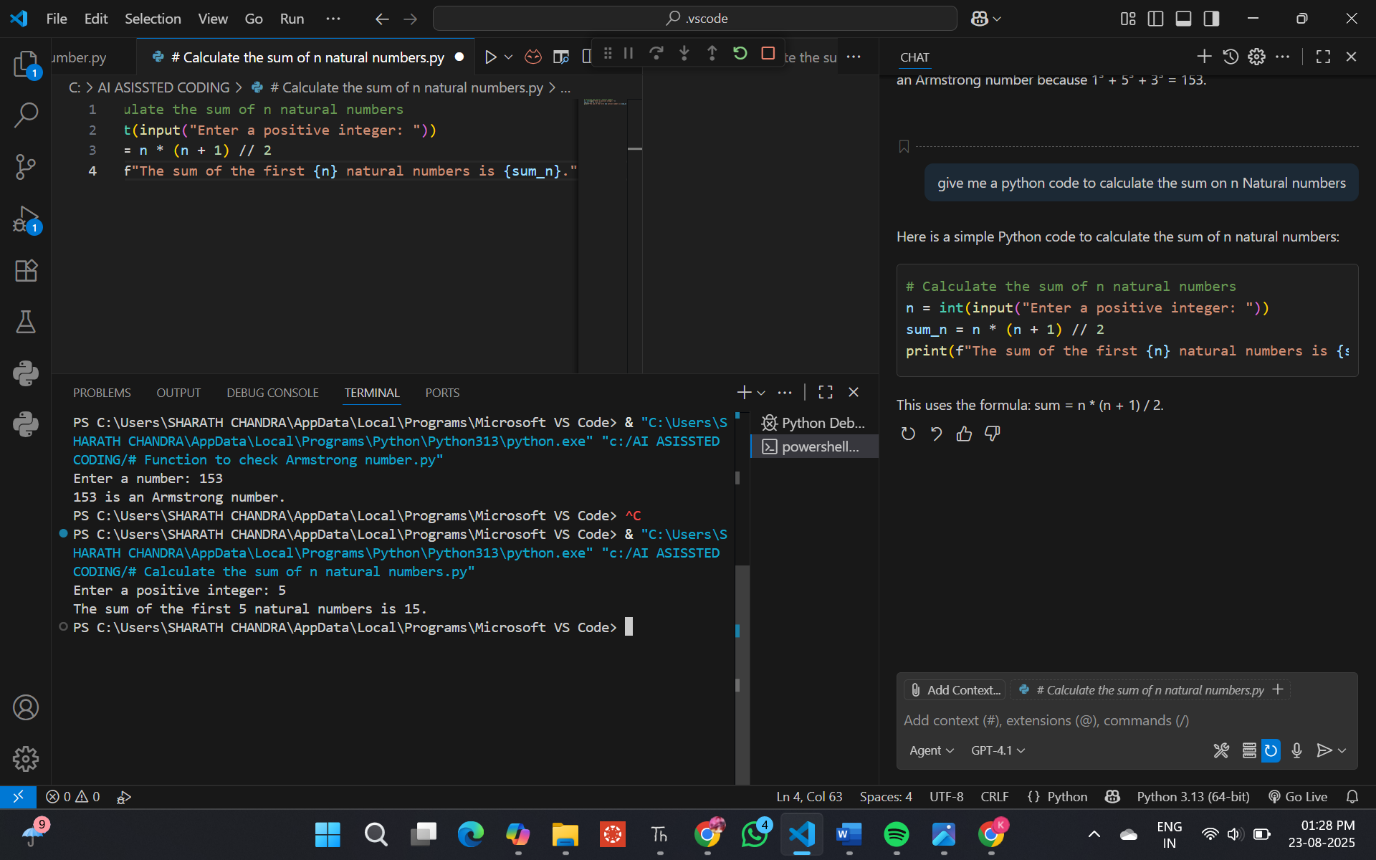 File Edit Selection View Go Run ··· .vscode
umber.py # Calculate the sum of n natural numbers.py te the su
C: > AI ASISSTED CODING > # Calculate the sum of n natural numbers.py > ...
1 ulate the sum of n natural numbers
2 t(input("Enter a positive integer: "))
3 = n * (n + 1) // 2
4 f"The sum of the first {n} natural numbers is {sum_n}."
1
1
PROBLEMS OUTPUT DEBUG CONSOLE TERMINAL PORTS
PS C:\Users\SHARATH CHANDRA\AppData\Local\Programs\Microsoft VS Code> & "C:\Users\S
HARATH CHANDRA\AppData\Local\Programs\Python\Python313\python.exe" "c:/AI ASISSTED
CODING/# Function to check Armstrong number.py"
Enter a number: 153
153 is an Armstrong number.
PS C:\Users\SHARATH CHANDRA\AppData\Local\Programs\Microsoft VS Code> ^C
PS C:\Users\SHARATH CHANDRA\AppData\Local\Programs\Microsoft VS Code> & "C:\Users\S
HARATH CHANDRA\AppData\Local\Programs\Python\Python313\python.exe" "c:/AI ASISSTED
CODING/# Calculate the sum of n natural numbers.py"
Enter a positive integer: 5
The sum of the first 5 natural numbers is 15.
PS C:\Users\SHARATH CHANDRA\AppData\Local\Programs\Microsoft VS Code>
Python Deb...
powershell...
CHAT
an Armstrong number because 1³ + 5³ + 3³ = 153.
give me a python code to calculate the sum on n Natural numbers
Here is a simple Python code to calculate the sum of n natural numbers:
# Calculate the sum of n natural numbers
n = int(input("Enter a positive integer: "))
sum_n = n * (n + 1) // 2
print(f"The sum of the first {n} natural numbers is {s
This uses the formula: sum = n * (n + 1) / 2.
Add Context... # Calculate the sum of n natural numbers.py +
Add context (#), extensions (@), commands (/)
Agent GPT-4.1
0 0 Ln 4, Col 63 Spaces: 4 UTF-8 CRLF {} Python Python 3.13 (64-bit) Go Live
9 Th 4 K ENG 01:28 PM
IN 23-08-2025